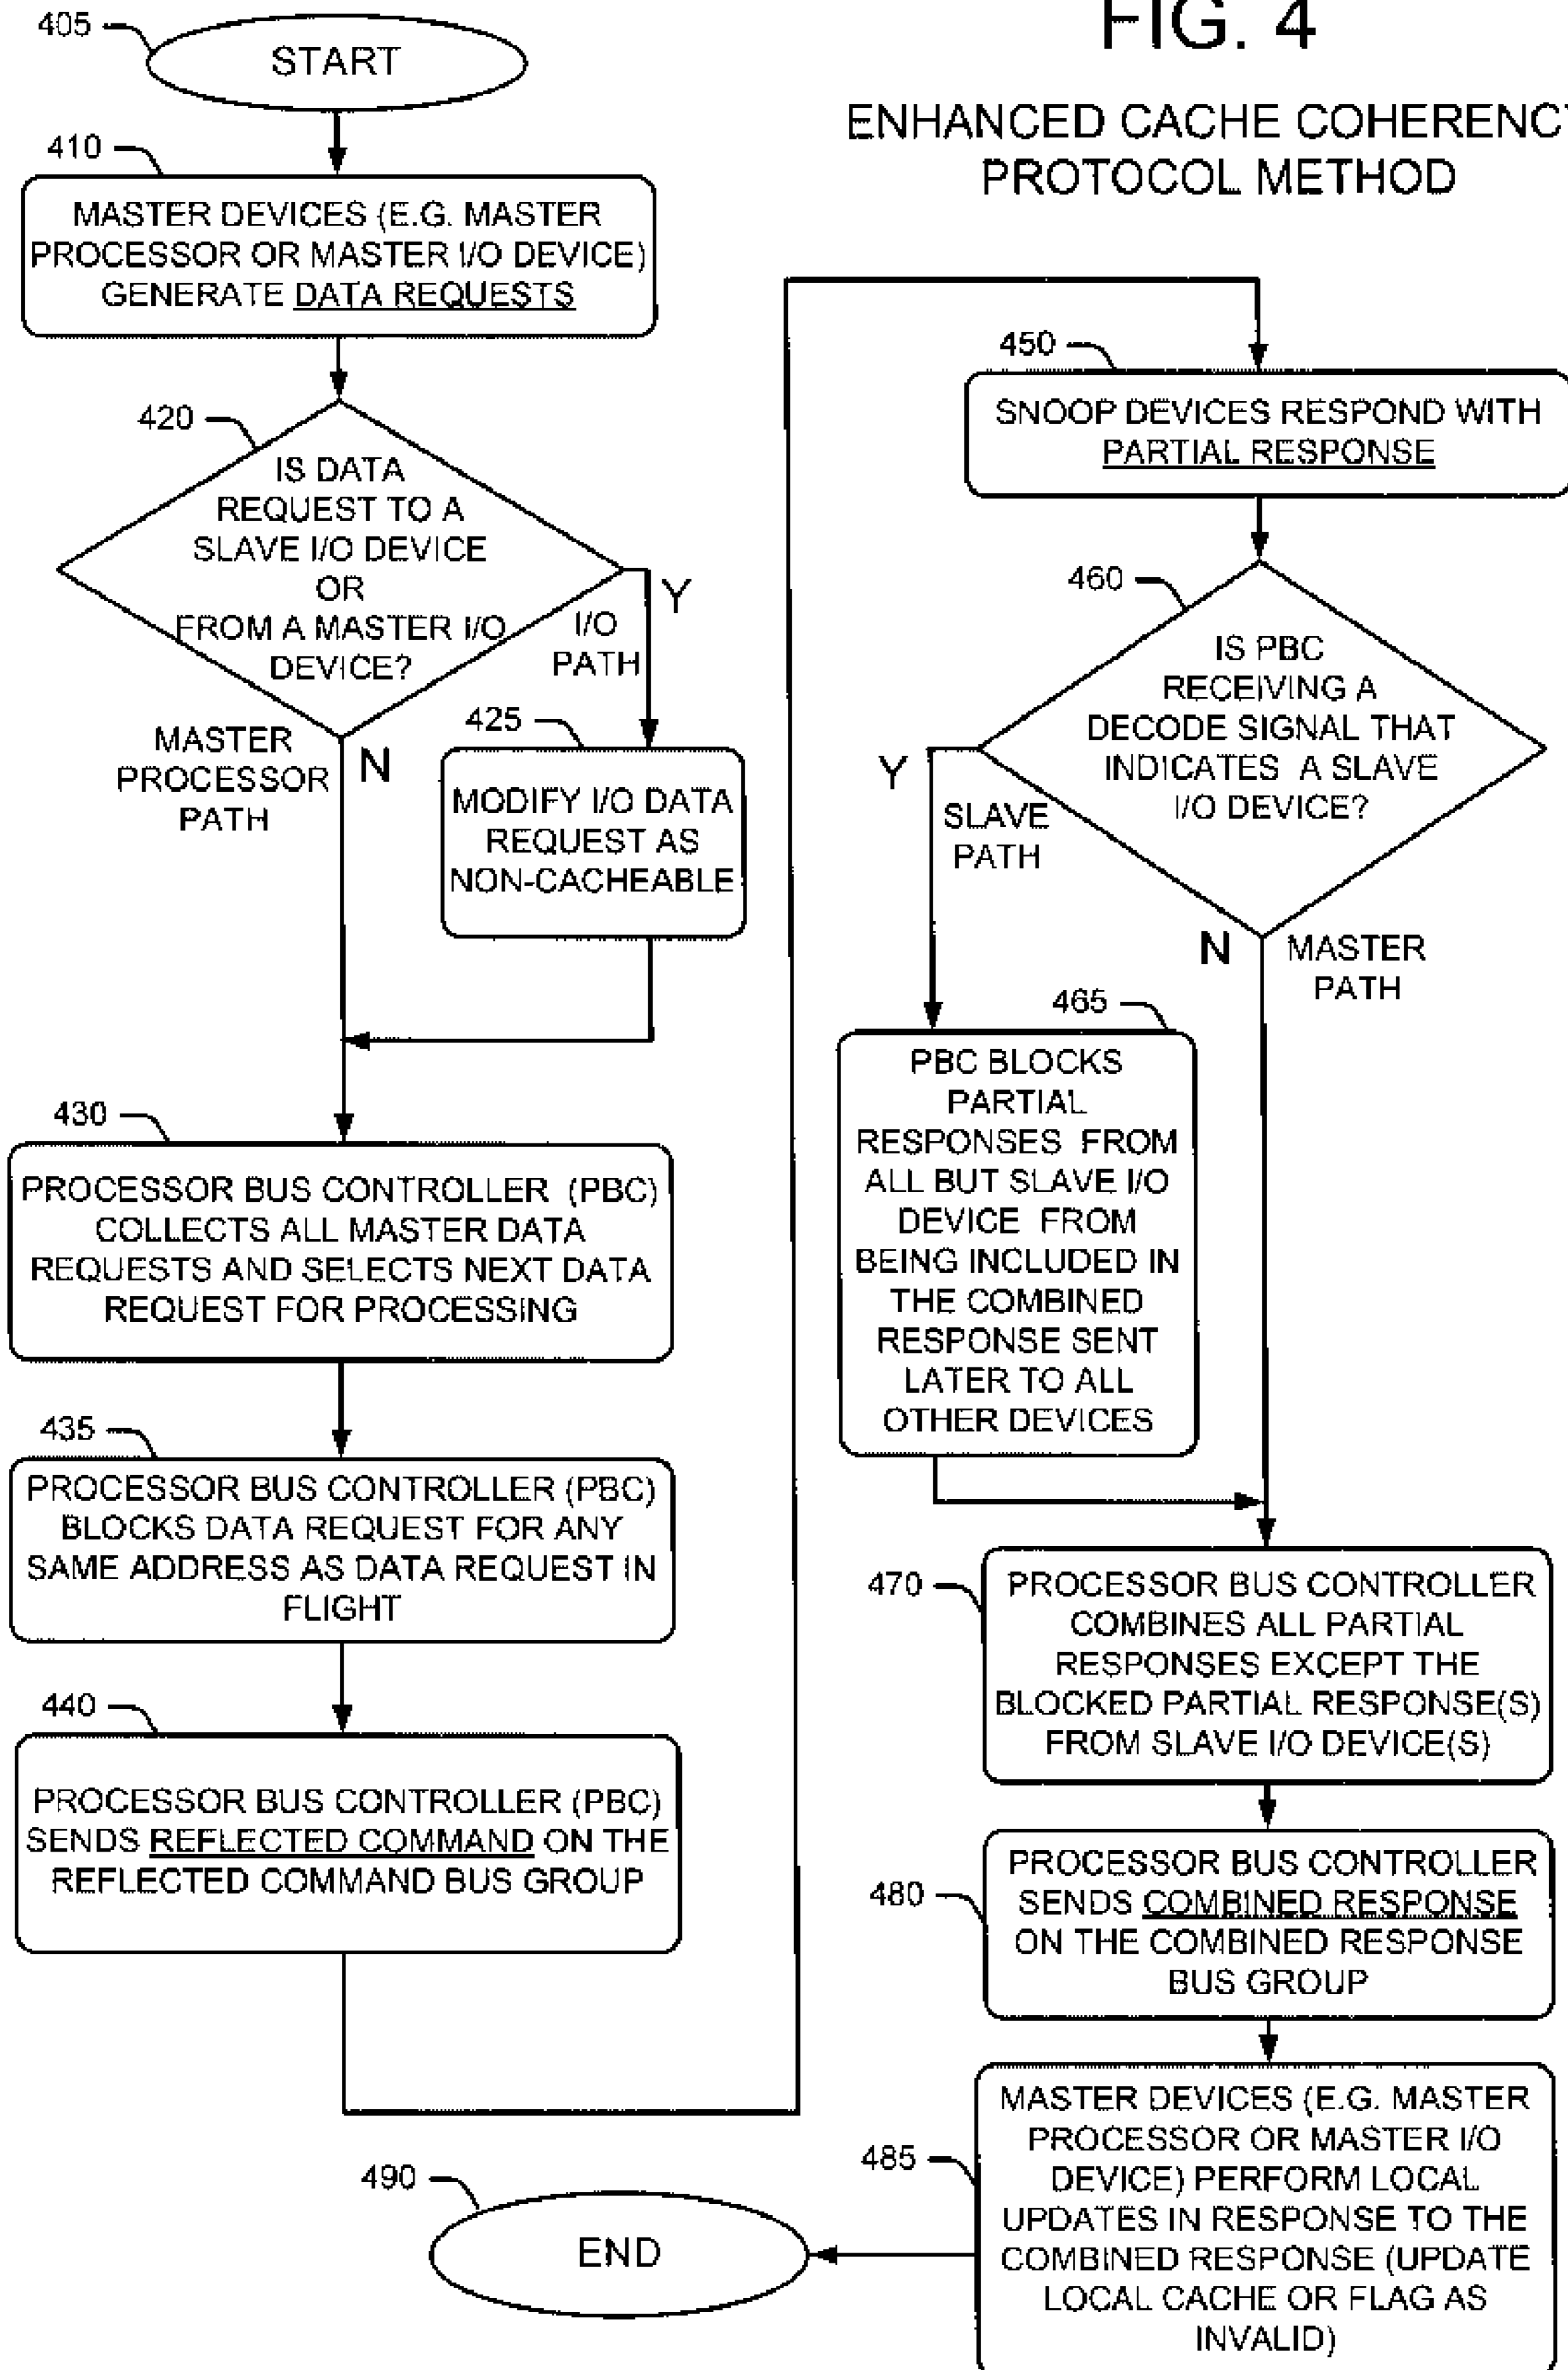 FIG. 4
ENHANCED CACHE COHERENCY
PROTOCOL METHOD
405
START
410
MASTER DEVICES (E.G. MASTER
PROCESSOR OR MASTER I/O DEVICE)
GENERATE DATA REQUESTS
420
IS DATA
REQUEST TO A
SLAVE I/O DEVICE
OR
FROM A MASTER I/O
DEVICE?
Y
I/O
PATH
MASTER
PROCESSOR
PATH
N
425
MODIFY I/O DATA
REQUEST AS
NON-CACHEABLE
430
PROCESSOR BUS CONTROLLER (PBC)
COLLECTS ALL MASTER DATA
REQUESTS AND SELECTS NEXT DATA
REQUEST FOR PROCESSING
435
PROCESSOR BUS CONTROLLER (PBC)
BLOCKS DATA REQUEST FOR ANY
SAME ADDRESS AS DATA REQUEST IN
FLIGHT
440
PROCESSOR BUS CONTROLLER (PBC)
SENDS REFLECTED COMMAND ON THE
REFLECTED COMMAND BUS GROUP
450
SNOOP DEVICES RESPOND WITH
PARTIAL RESPONSE
460
IS PBC
RECEIVING A
DECODE SIGNAL THAT
INDICATES A SLAVE
I/O DEVICE?
Y
SLAVE
PATH
N
MASTER
PATH
465
PBC BLOCKS
PARTIAL
RESPONSES FROM
ALL BUT SLAVE I/O
DEVICE FROM
BEING INCLUDED IN
THE COMBINED
RESPONSE SENT
LATER TO ALL
OTHER DEVICES
470
PROCESSOR BUS CONTROLLER
COMBINES ALL PARTIAL
RESPONSES EXCEPT THE
BLOCKED PARTIAL RESPONSE(S)
FROM SLAVE I/O DEVICE(S)
480
PROCESSOR BUS CONTROLLER
SENDS COMBINED RESPONSE
ON THE COMBINED RESPONSE
BUS GROUP
485
MASTER DEVICES (E.G. MASTER
PROCESSOR OR MASTER I/O
DEVICE) PERFORM LOCAL
UPDATES IN RESPONSE TO THE
COMBINED RESPONSE (UPDATE
LOCAL CACHE OR FLAG AS
INVALID)
490
END